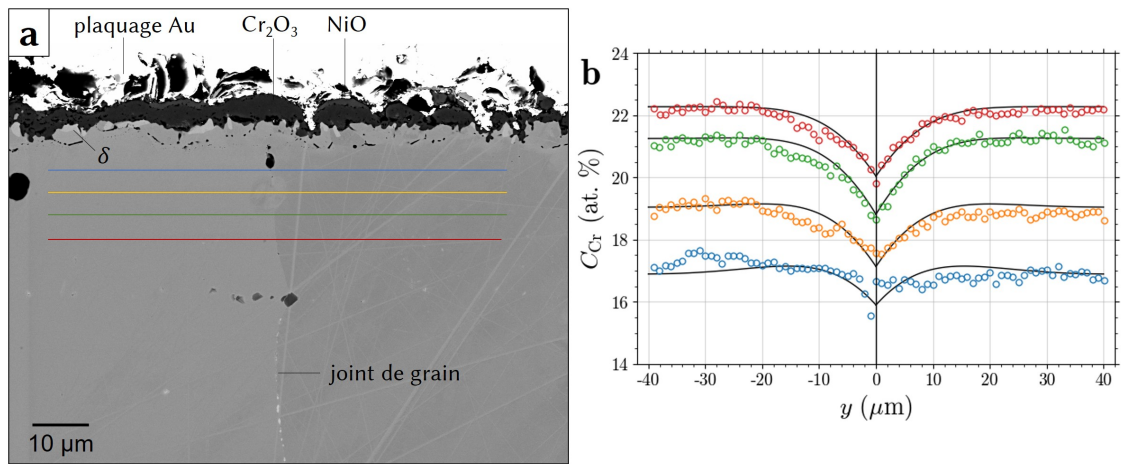 a
plaquage Au
Cr₂O₃
NiO
δ
joint de grain
10 µm
b
C_Cr (at. %)
24
22
20
18
16
14
-40
-30
-20
-10
0
10
20
30
40
y (µm)